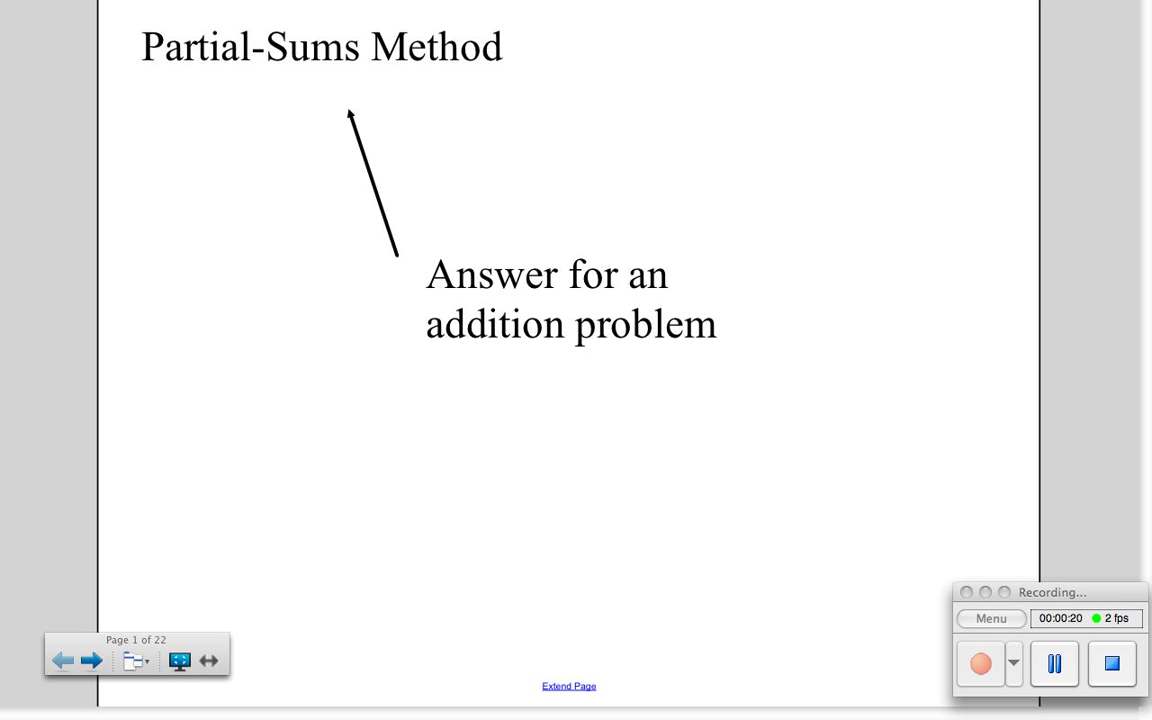 Partial-Sums Method
Answer for an
addition problem
Recording...
Menu
00:00:20
2 fps
Page 1 of 22
Extend Page